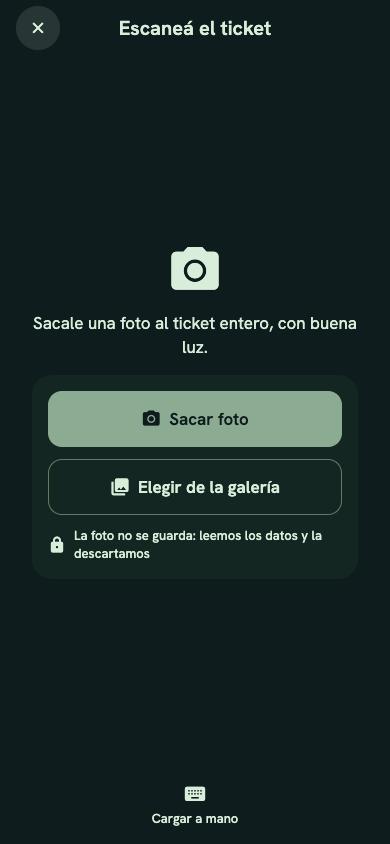 Escaneá el ticket
Sacale una foto al ticket entero, con buena
luz.
Sacar foto
Elegir de la galería
La foto no se guarda: leemos los datos y la
descartamos
Cargar a mano